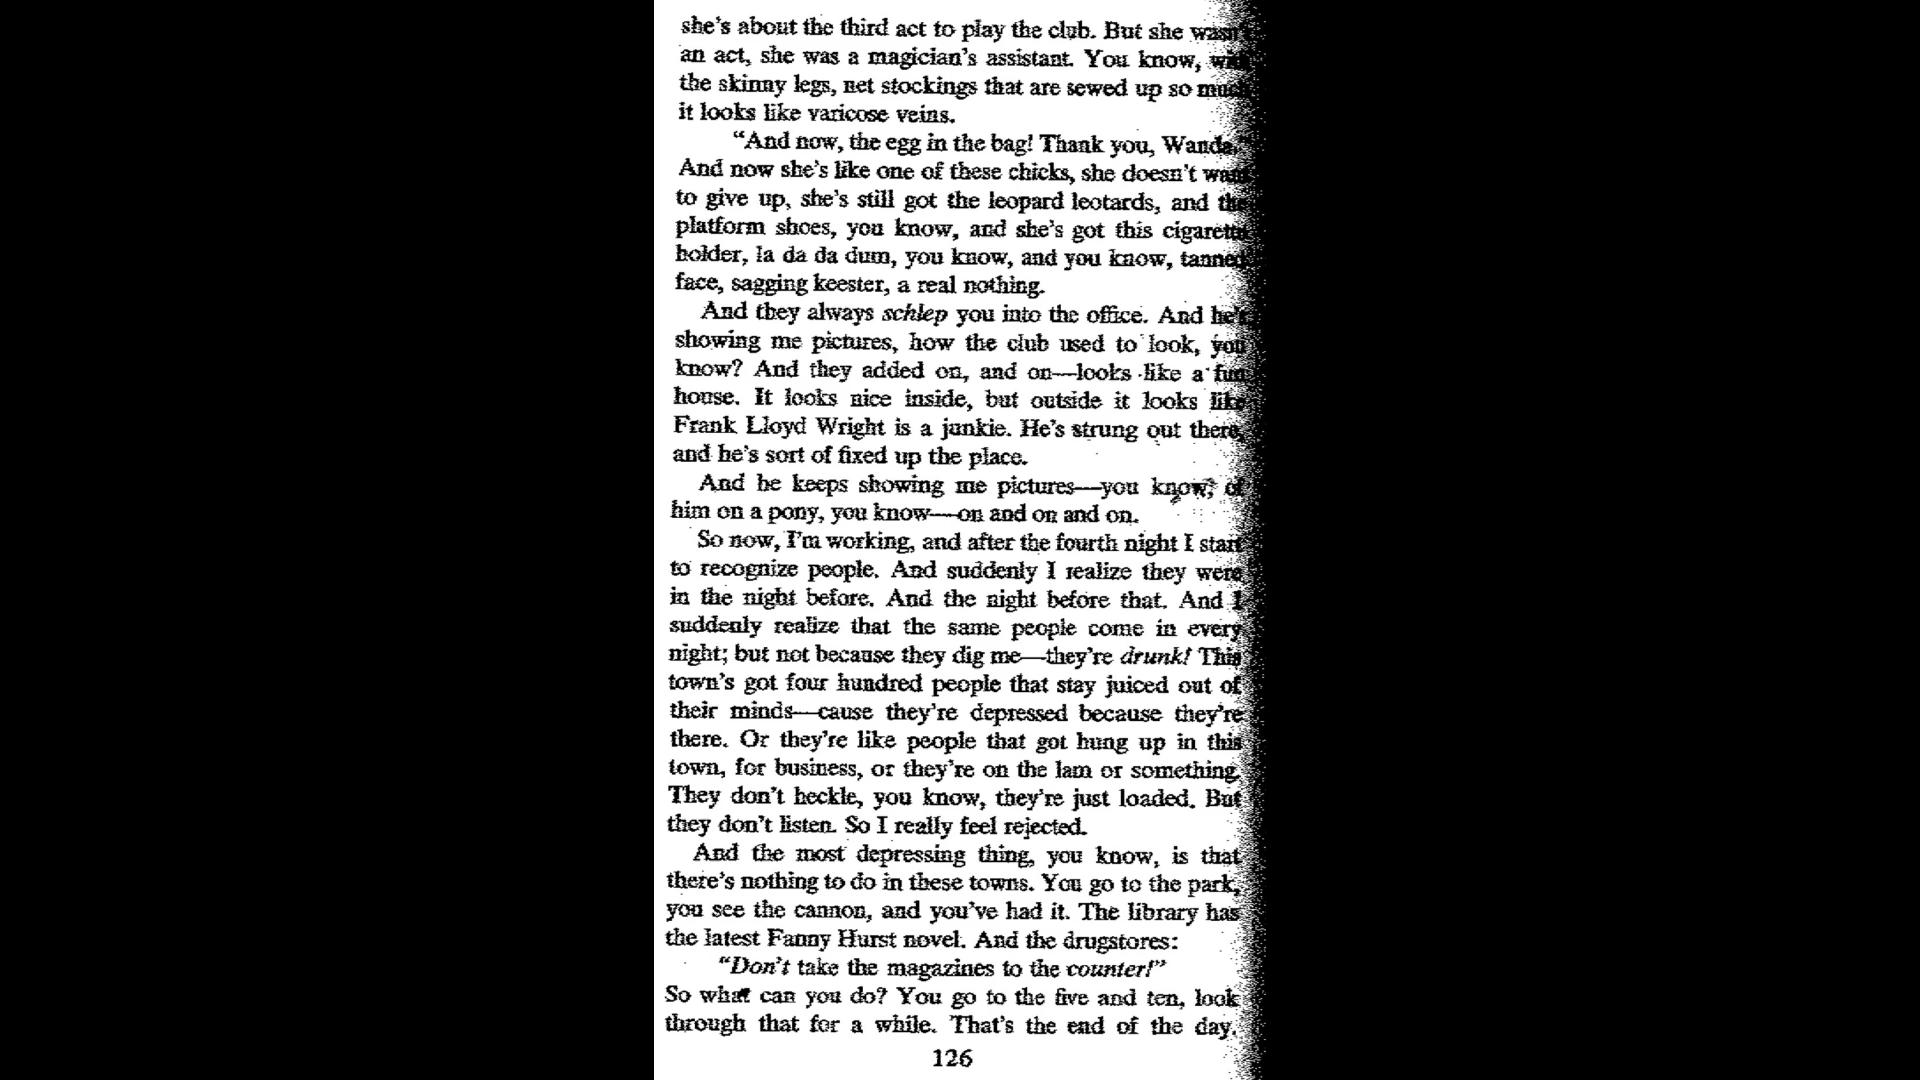 she's about the third act to play the club. But she wasn't
an act, she was a magician's assistant. You know, with
the skinny legs, net stockings that are sewed up so much
it looks like varicose veins.
"And now, the egg in the bag! Thank you, Wanda."
And now she's like one of these chicks, she doesn't want
to give up, she's still got the leopard leotards, and the
platform shoes, you know, and she's got this cigarette
holder, la da da dum, you know, and you know, tanned
face, sagging keester, a real nothing.
And they always schlep you into the office. And he's
showing me pictures, how the club used to look, you
know? And they added on, and on—looks like a fun
house. It looks nice inside, but outside it looks like
Frank Lloyd Wright is a junkie. He's strung out there,
and he's sort of fixed up the place.
And he keeps showing me pictures—you know, of
him on a pony, you know—on and on and on.
So now, I'm working, and after the fourth night I start
to recognize people. And suddenly I realize they were
in the night before. And the night before that. And I
suddenly realize that the same people come in every
night; but not because they dig me—they're drunk! This
town's got four hundred people that stay juiced out of
their minds—cause they're depressed because they're
there. Or they're like people that got hung up in this
town, for business, or they're on the lam or something.
They don't heckle, you know, they're just loaded. But
they don't listen. So I really feel rejected.
And the most depressing thing, you know, is that
there's nothing to do in these towns. You go to the park,
you see the cannon, and you've had it. The library has
the latest Fanny Hurst novel. And the drugstores:
"Don't take the magazines to the counter!"
So what can you do? You go to the five and ten, look
through that for a while. That's the end of the day.
126